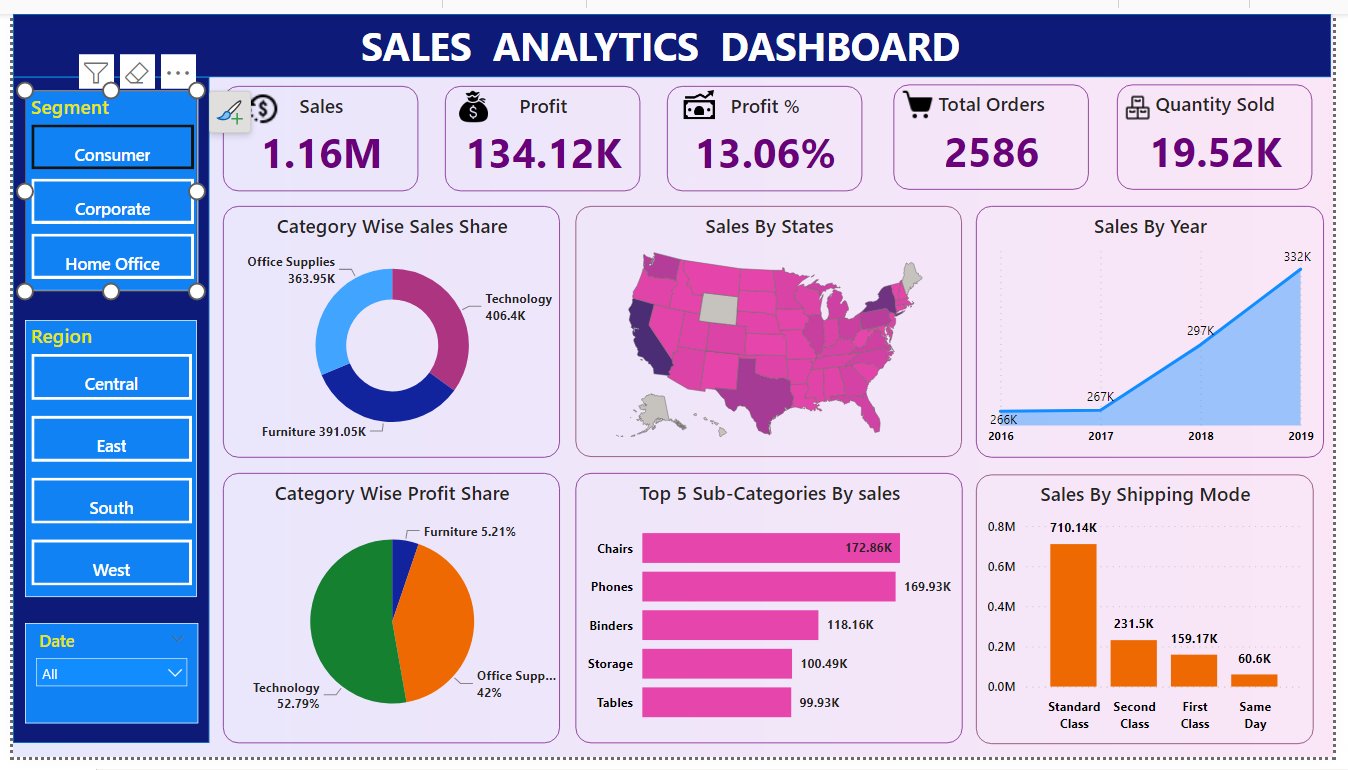 SALES ANALYTICS DASHBOARD
Segment
Consumer
Corporate
Home Office
Region
Central
East
South
West
Date
All
Sales
1.16M
Profit
134.12K
Profit %
13.06%
Total Orders
2586
Quantity Sold
19.52K
Category Wise Sales Share
Office Supplies
363.95K
Technology
406.4K
Furniture 391.05K
Sales By States
Sales By Year
332K
297K
267K
266K
2016
2017
2018
2019
Category Wise Profit Share
Furniture 5.21%
Office Supp...
42%
Technology
52.79%
Top 5 Sub-Categories By sales
Chairs
172.86K
Phones
169.93K
Binders
118.16K
Storage
100.49K
Tables
99.93K
Sales By Shipping Mode
0.8M
0.6M
0.4M
0.2M
0.0M
710.14K
231.5K
159.17K
60.6K
Standard
Class
Second
Class
First
Class
Same
Day